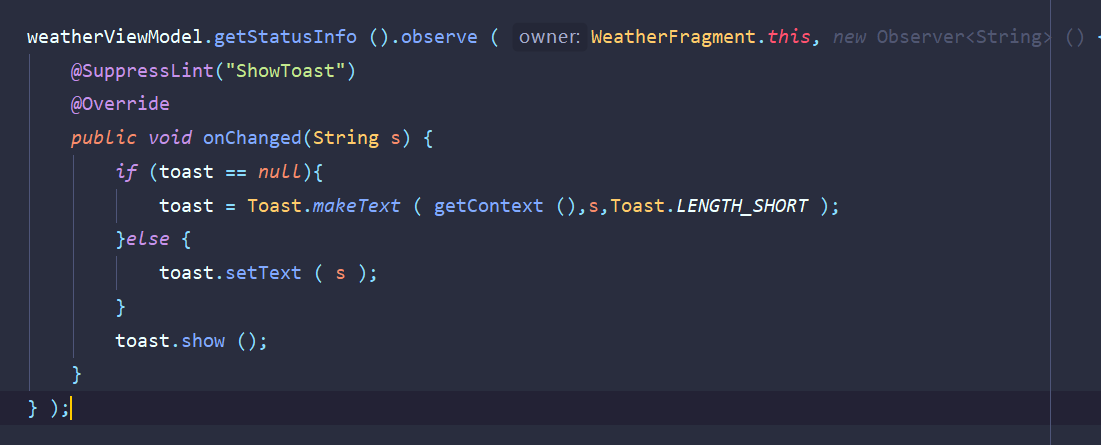 weatherViewModel.getStatusInfo ().observe ( owner: WeatherFragment.this, new Observer<String> () {
@SuppressLint("ShowToast")
@Override
public void onChanged(String s) {
if (toast == null){
toast = Toast.makeText ( getContext (),s,Toast.LENGTH_SHORT );
}else {
toast.setText ( s );
}
toast.show ();
}
} );